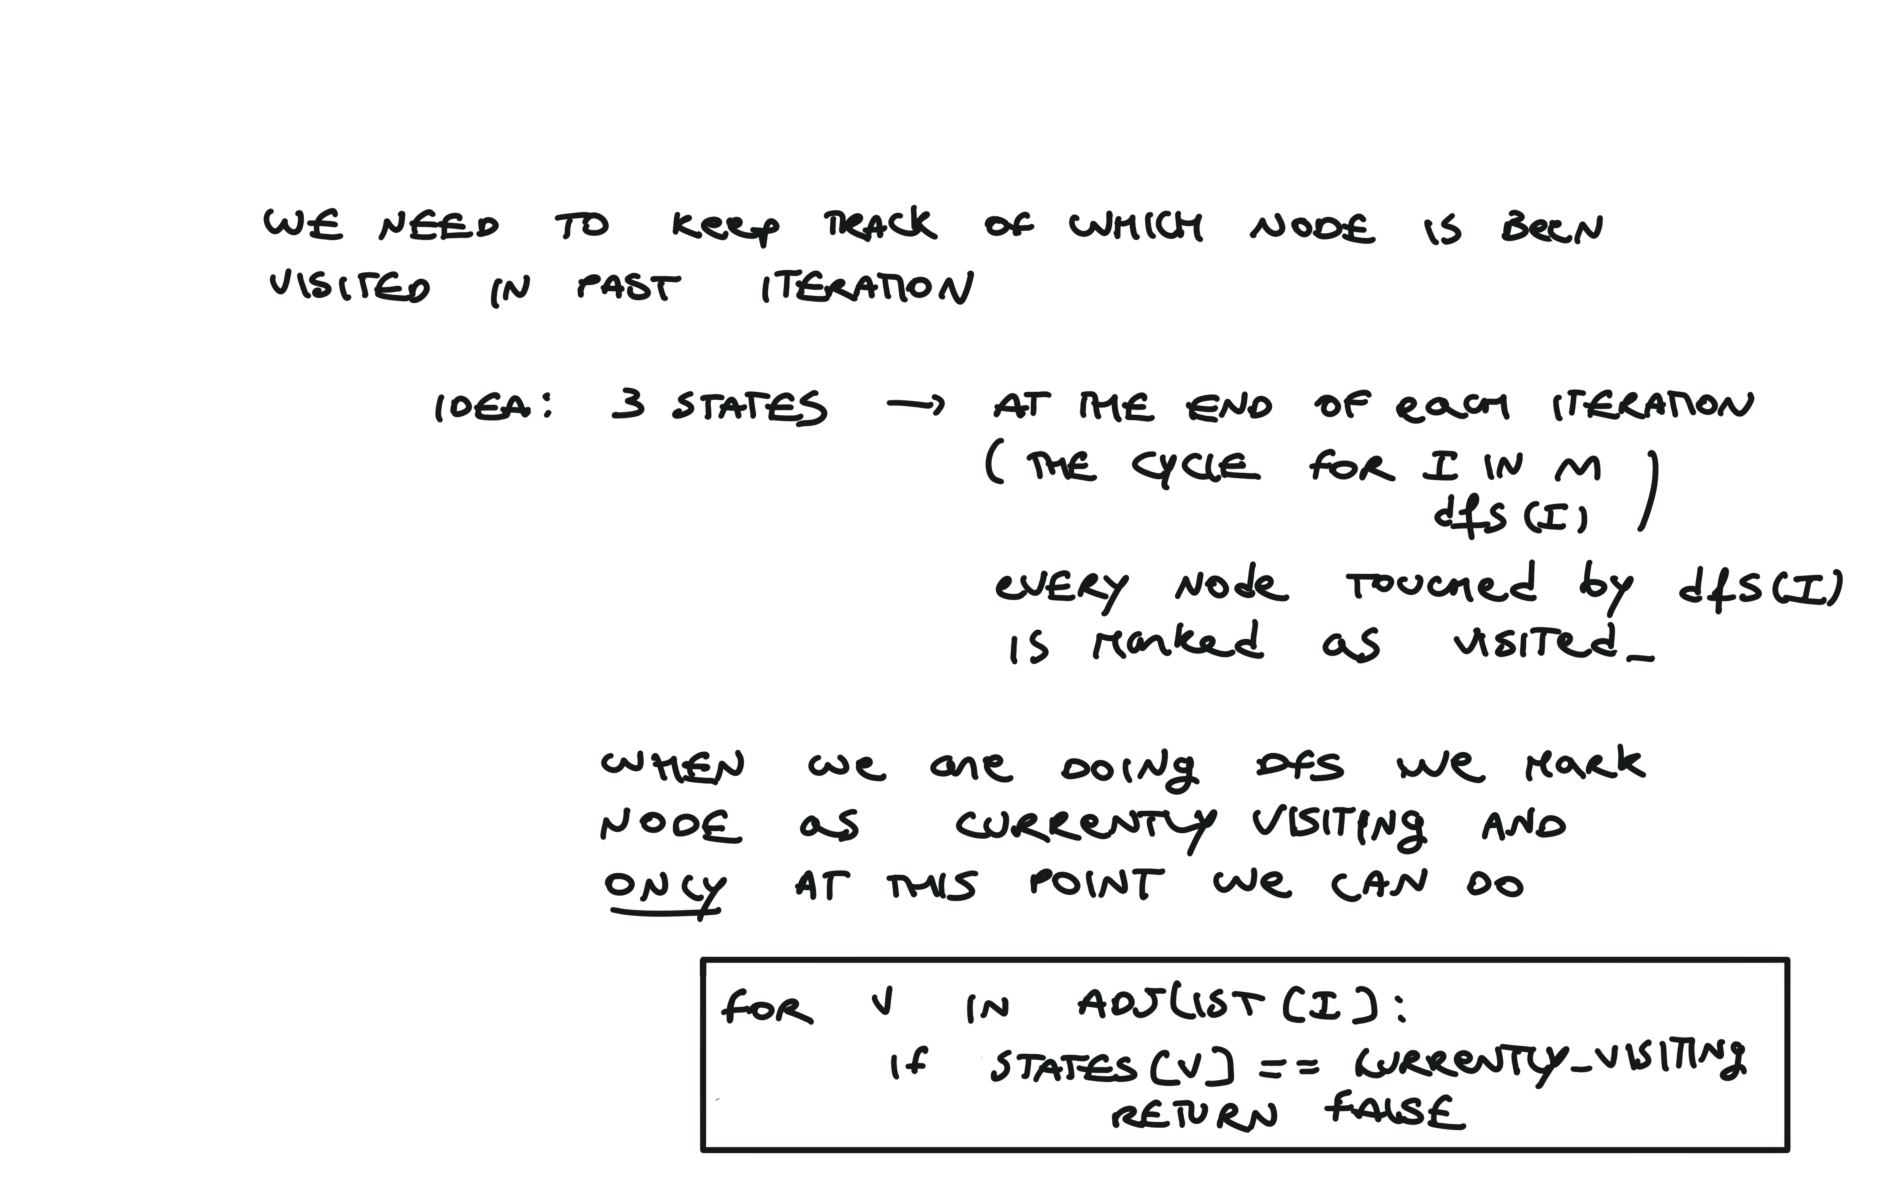 WE NEED TO Keep TRACK OF WHICH NODE IS BeeN
VISITED IN PAST ITERATION
IDEA: 3 STATES → AT THE END OF each ITERATION
(THE CYCLE FOR I IN M
dfs(I))
eVERY Node TOUCHed by dfs(I)
IS Marked as VISITed_
WHEN we are DOING DFS we Mark
NODE as CURReNTLY VISITINg AND
ONLY AT THIS POINT we CAN DO
for V IN ADJLIST[I]:
if STATES[V] == CURReNTLY_VISITINg
RETURN fALSE